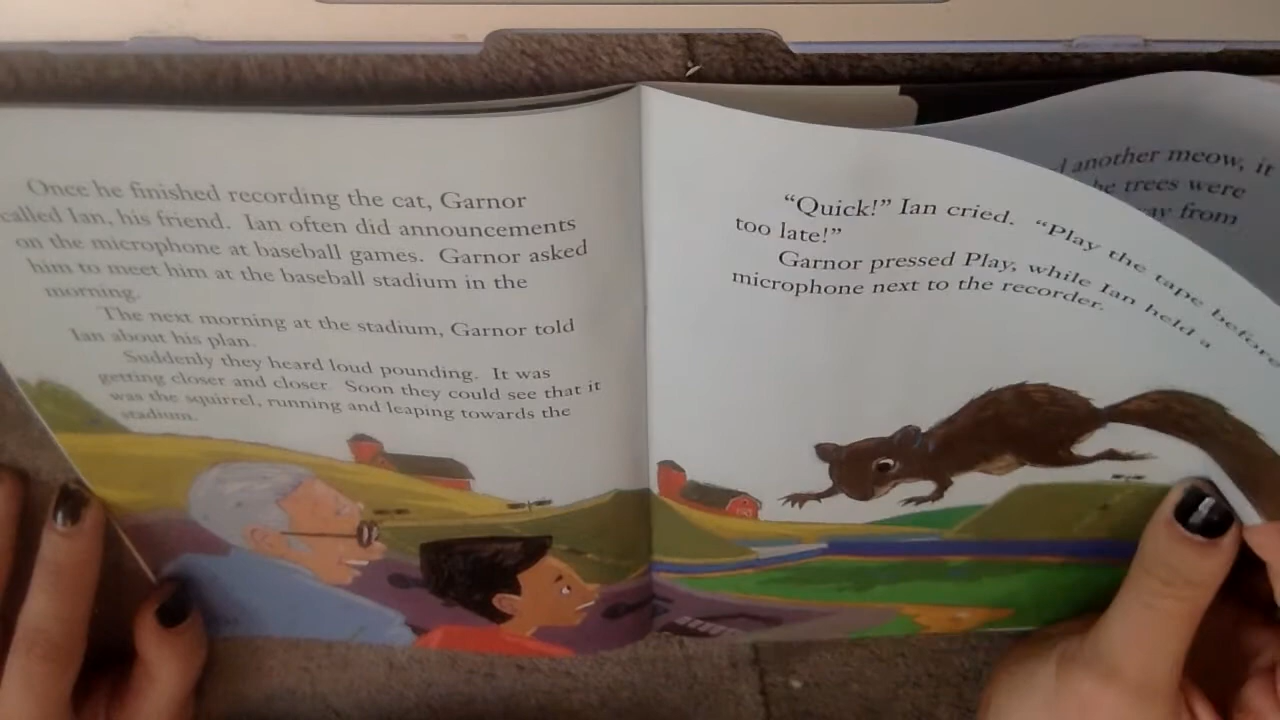 Once he finished recording the cat, Garnor
called Ian, his friend. Ian often did announcements
on the microphone at baseball games. Garnor asked
him to meet him at the baseball stadium in the
morning.
The next morning at the stadium, Garnor told
Ian about his plan.
Suddenly they heard loud pounding. It was
getting closer and closer. Soon they could see that it
was the squirrel, running and leaping towards the
stadium.
"Quick!" Ian cried. "Play the tape before
too late!"
Garnor pressed Play, while Ian held a
microphone next to the recorder.
another meow, it
trees were
from